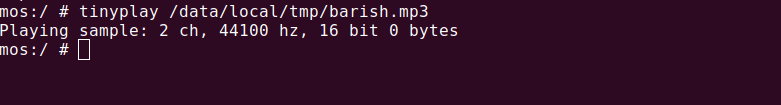 mos:/ # tinyplay /data/local/tmp/barish.mp3
Playing sample: 2 ch, 44100 hz, 16 bit 0 bytes
mos:/ #